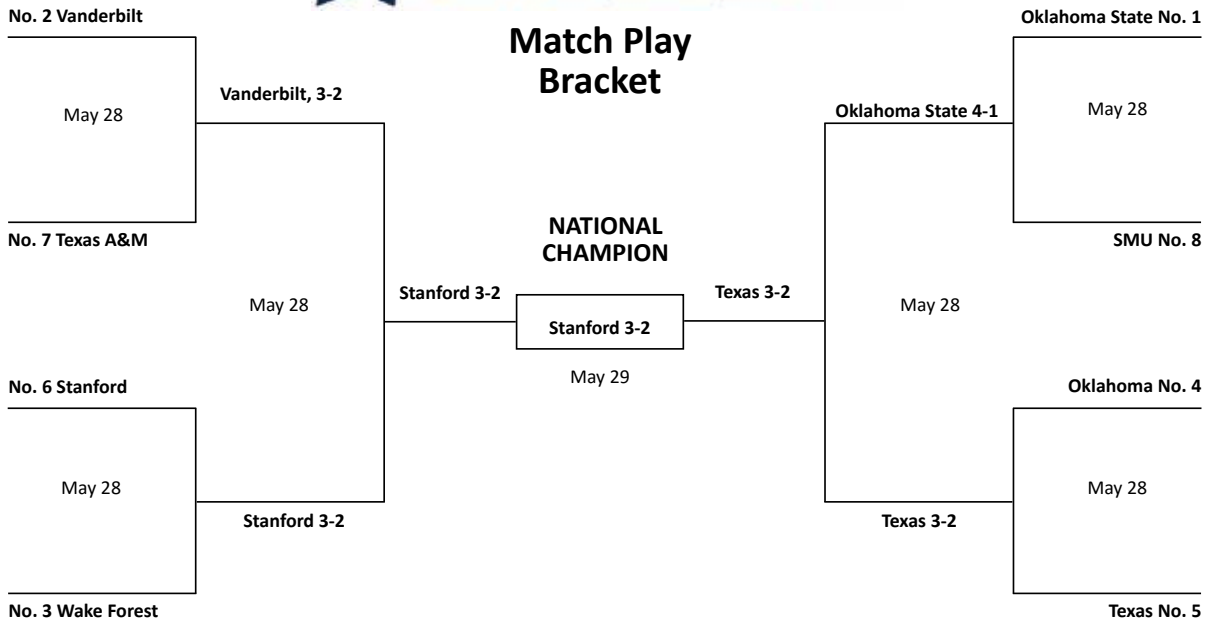 No. 2 Vanderbilt
Oklahoma State No. 1
Match Play
Bracket
Vanderbilt, 3-2
May 28
Oklahoma State 4-1
May 28
No. 7 Texas A&M
NATIONAL
CHAMPION
SMU No. 8
May 28
Stanford 3-2
Texas 3-2
May 28
Stanford 3-2
May 29
No. 6 Stanford
Oklahoma No. 4
May 28
May 28
Stanford 3-2
Texas 3-2
No. 3 Wake Forest
Texas No. 5